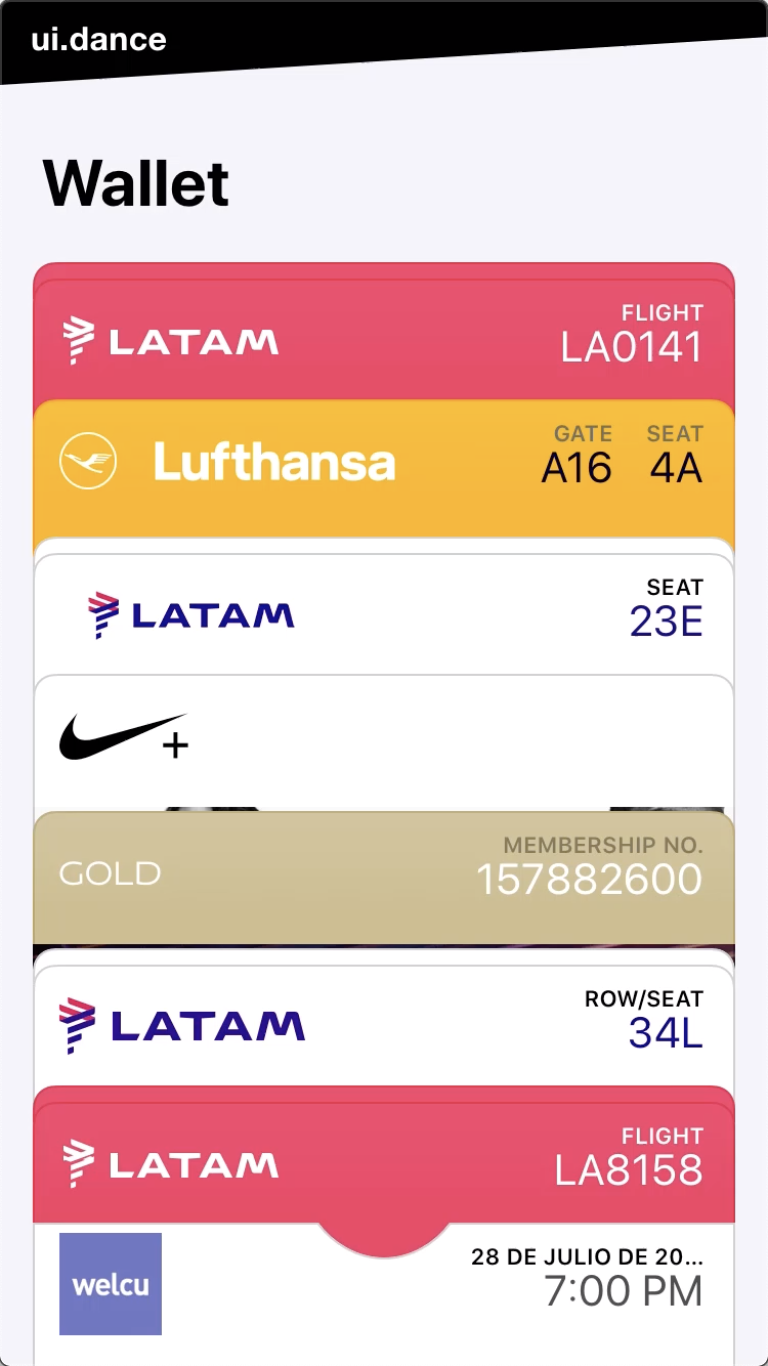 ui.dance
Wallet
LATAM
FLIGHT
LA0141
Lufthansa
GATE SEAT
A16 4A
LATAM
SEAT
23E
+
GOLD
MEMBERSHIP NO.
157882600
LATAM
ROW/SEAT
34L
LATAM
FLIGHT
LA8158
welcu
28 DE JULIO DE 20...
7:00 PM